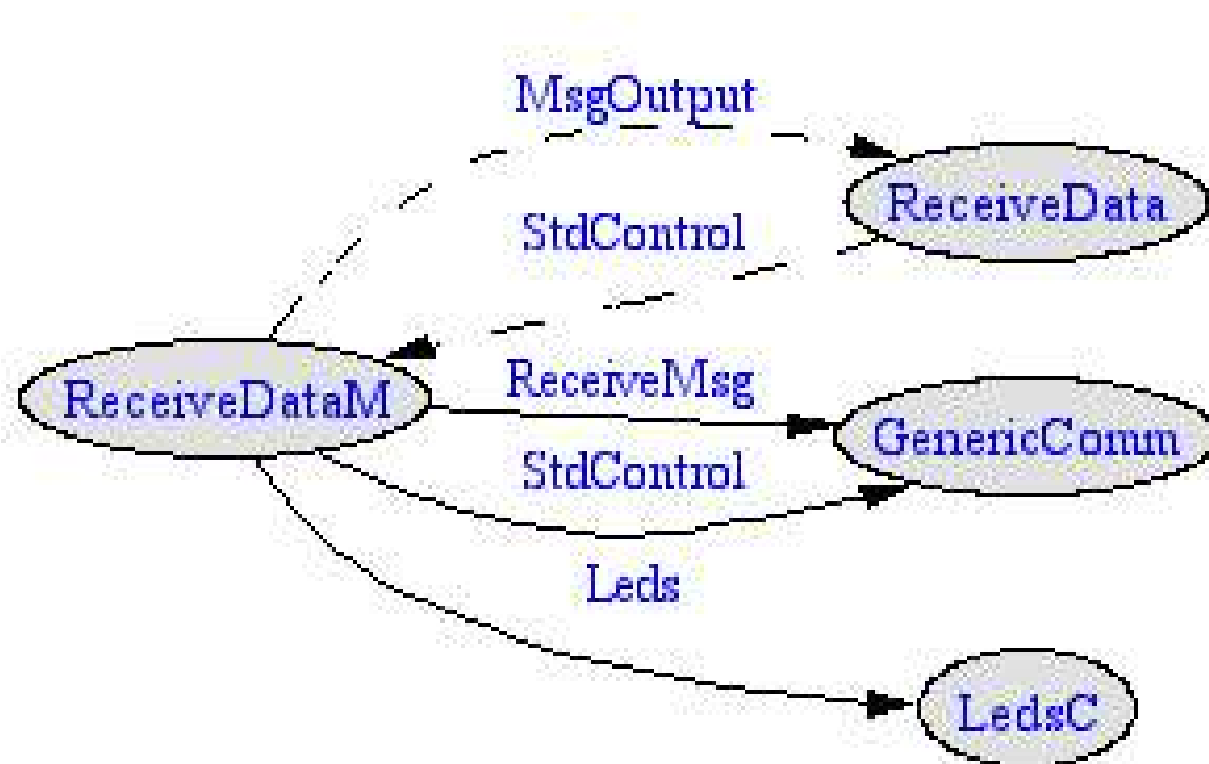 MsgOutput
ReceiveData
StdControl
ReceiveDataM
ReceiveMsg
GenericComm
StdControl
Leds
LedsC